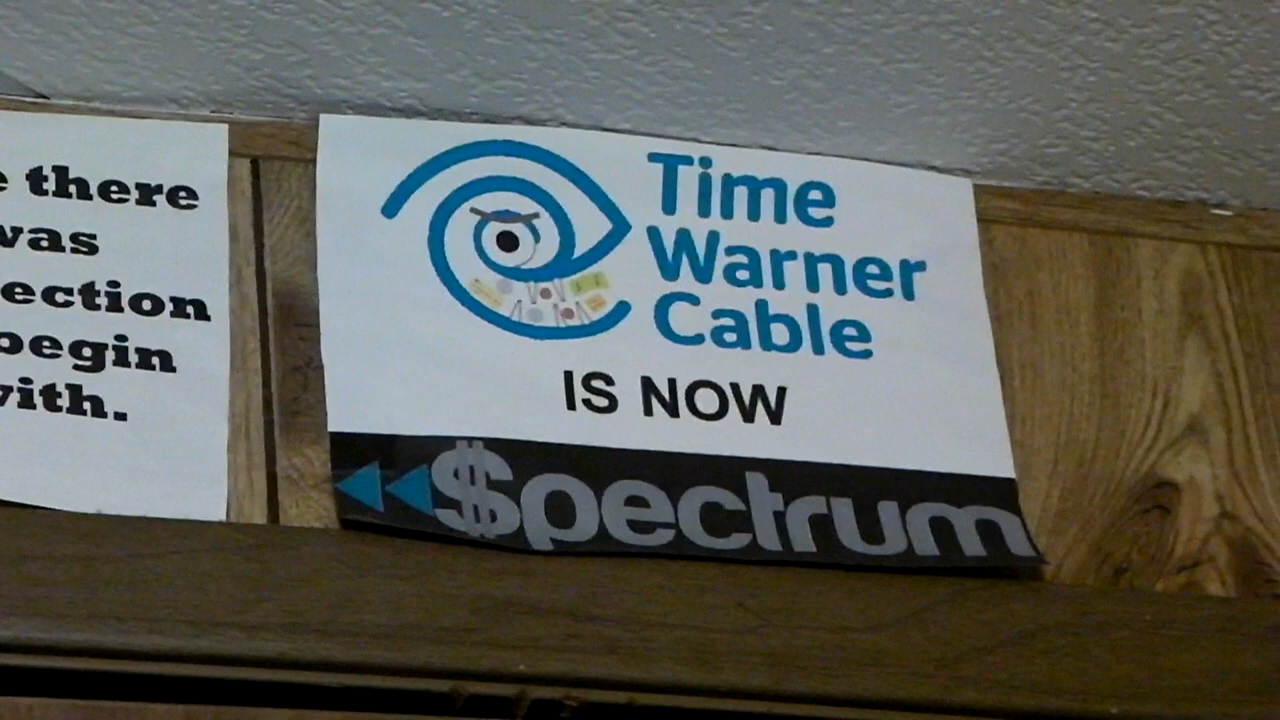 there
was
ection
begin
with.
Time
Warner
Cable
IS NOW
$pectrum